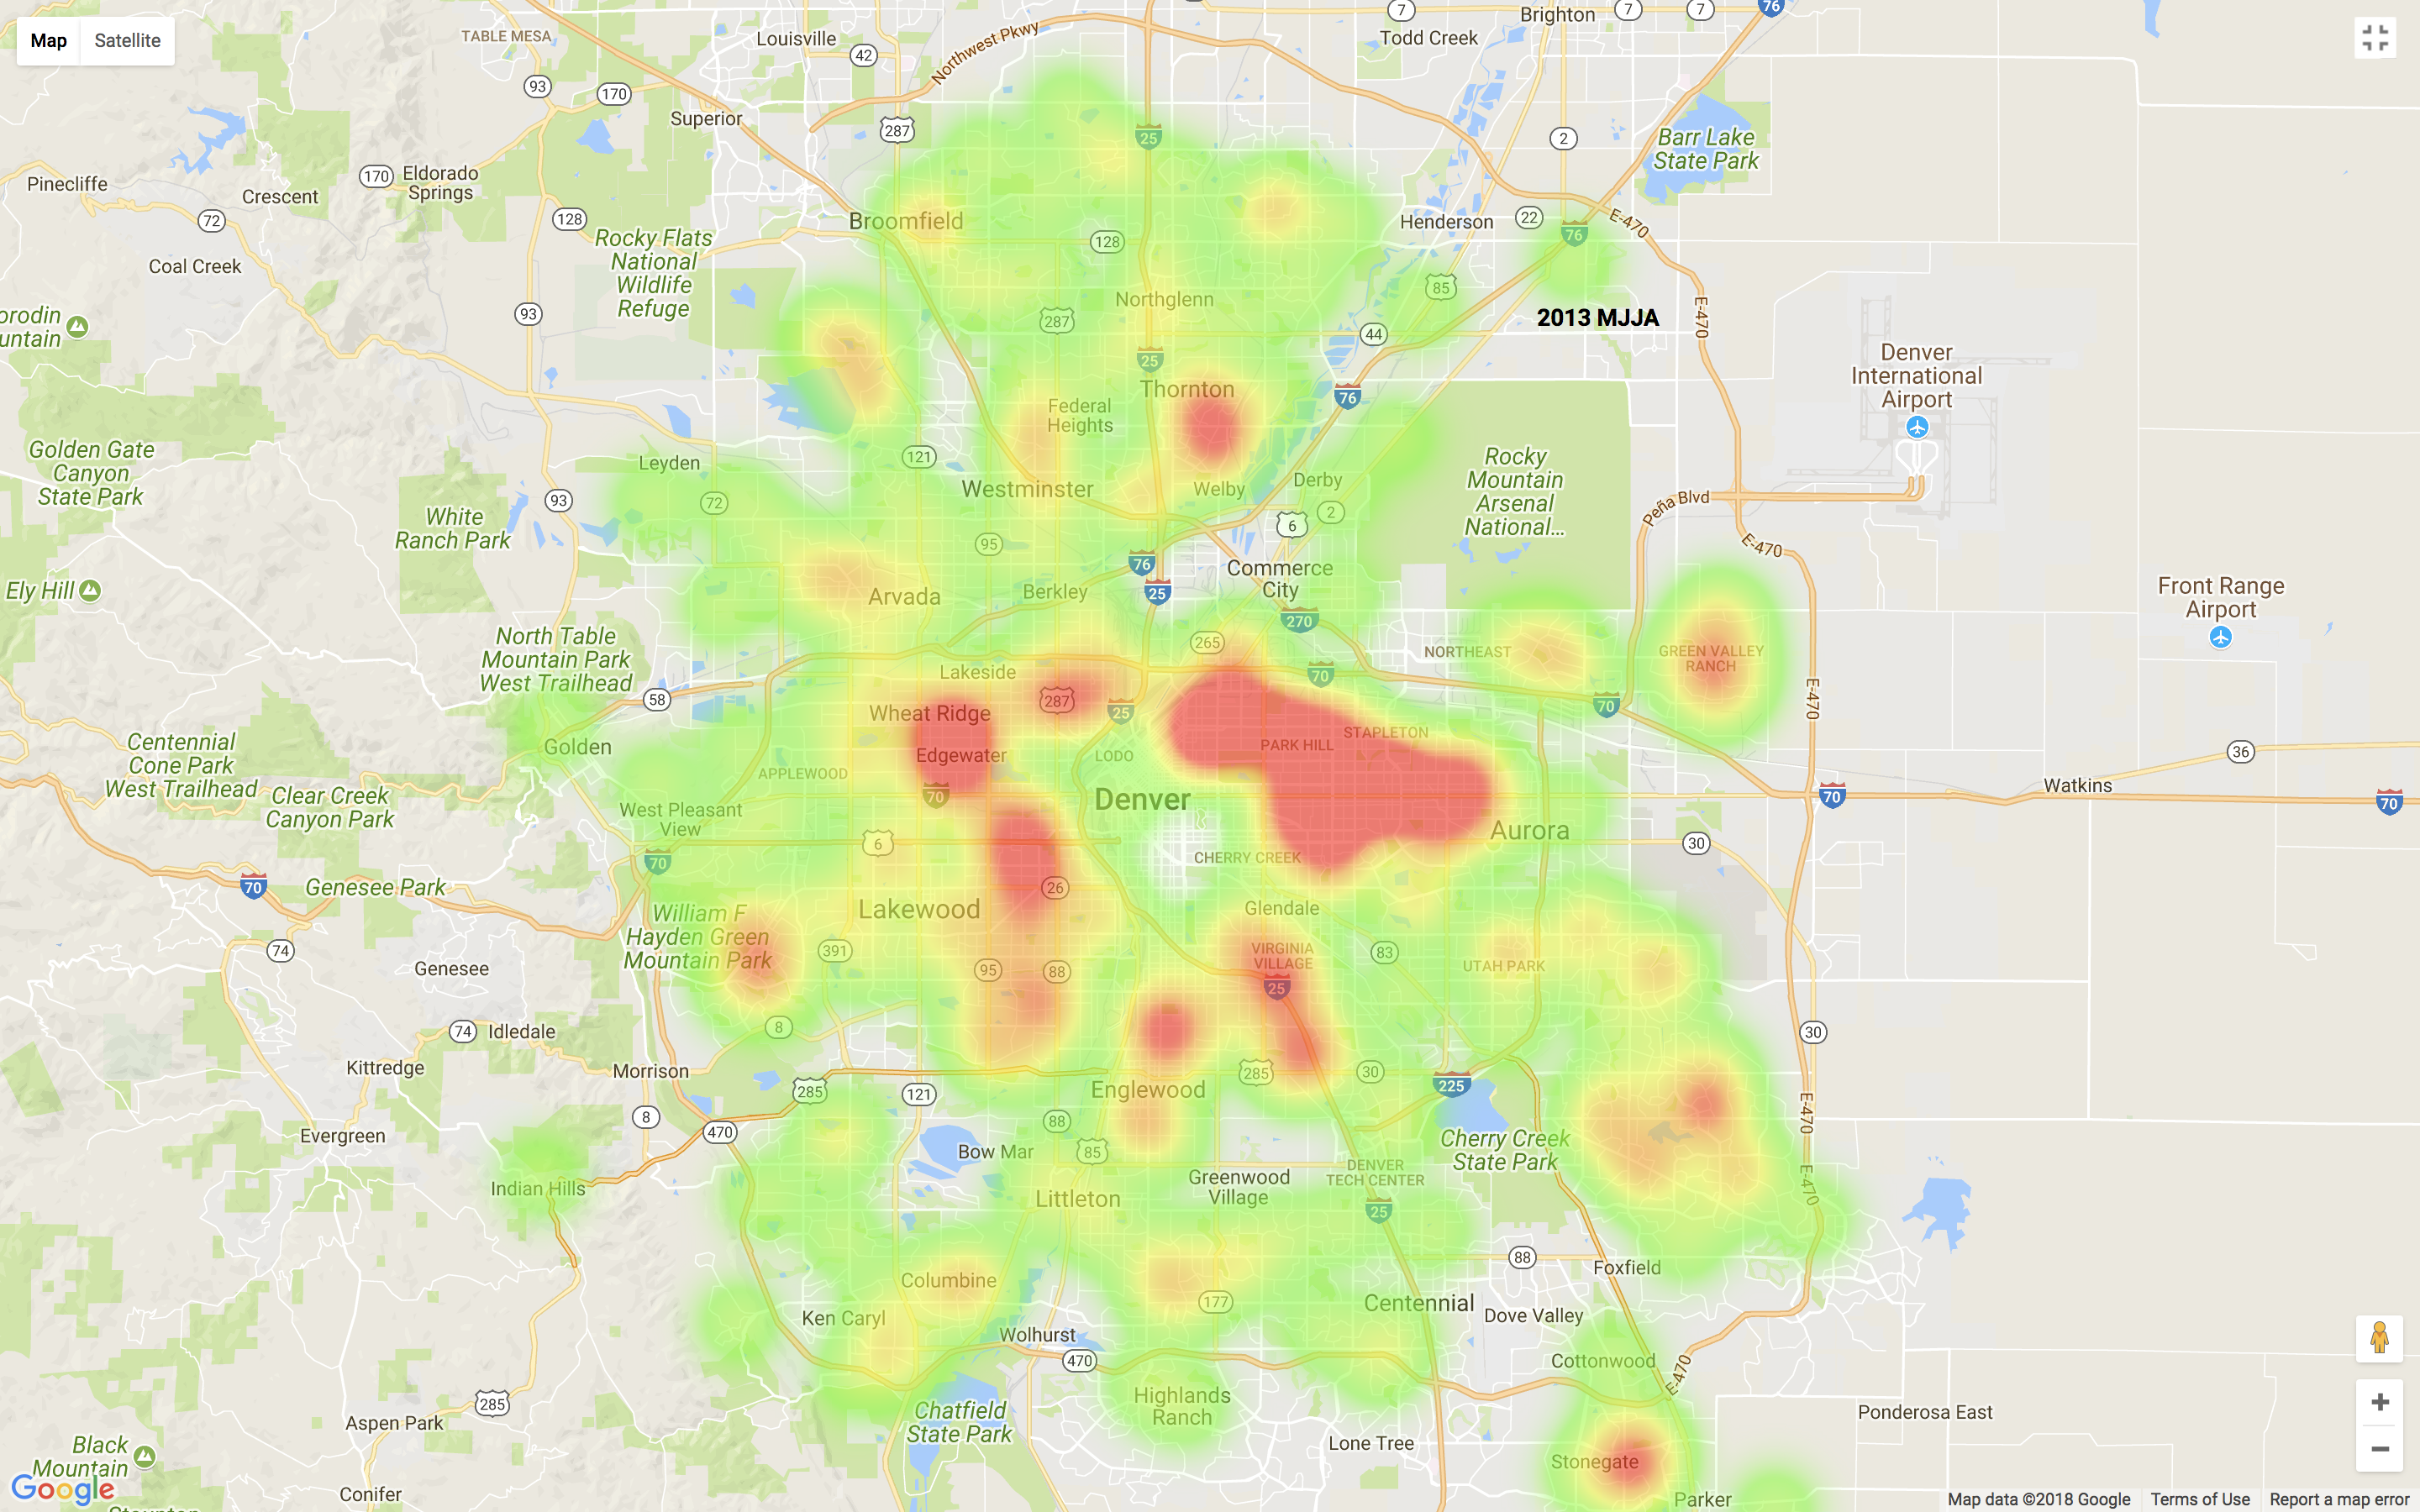 Map
Satellite
TABLE MESA
Louisville
42
Northwest Pkwy
7
Todd Creek
Brighton
7
7
76
93
170
Superior
287
25
2
Barr Lake
State Park
Pinecliffe
170
Eldorado
Springs
Crescent
72
128
Broomfield
Henderson
22
E-470
76
Rocky Flats
National
Wildlife
Refuge
128
Coal Creek
85
2013 MJJA
E-470
orodin
untain
93
Northglenn
287
44
25
Denver
International
Airport
Thornton
76
Federal
Heights
Golden Gate
Canyon
State Park
Leyden
121
Westminster
Welby
Derby
Rocky
Mountain
Arsenal
National...
93
72
2
6
Peña Blvd
White
Ranch Park
95
E-470
76
Commerce
City
Ely Hill
Arvada
Berkley
25
270
Front Range
Airport
North Table
Mountain Park
West Trailhead
265
NORTHEAST
GREEN VALLEY
RANCH
Lakeside
70
58
287
25
70
E-470
Wheat Ridge
Centennial
Cone Park
West Trailhead
Golden
Edgewater
LODO
PARK HILL
STAPLETON
36
APPLEWOOD
70
Denver
Watkins
70
70
Clear Creek
Canyon Park
West Pleasant
View
Aurora
6
30
70
CHERRY CREEK
70
Genesee Park
26
Lakewood
Glendale
William F
Hayden Green
Mountain Park
74
391
VIRGINIA
VILLAGE
83
UTAH PARK
Genesee
95
88
25
8
74
Idledale
30
Kittredge
Morrison
285
121
Englewood
285
30
225
8
470
88
E-470
Evergreen
Bow Mar
85
Cherry Creek
State Park
DENVER
TECH CENTER
Greenwood
Village
Indian Hills
Littleton
E-470
25
88
Foxfield
Columbine
177
Centennial
Dove Valley
Ken Caryl
Wolhurst
470
Cottonwood
E-470
285
Aspen Park
Chatfield
State Park
Highlands
Ranch
Ponderosa East
Lone Tree
Black
Mountain
Stonegate
Google
Conifer
Parker
Map data ©2018 Google
Terms of Use
Report a map error